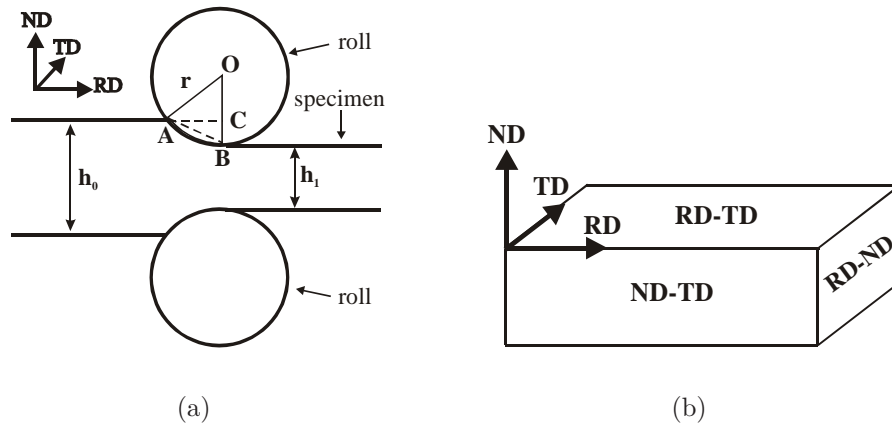 ND
TD
RD
roll
O
r
specimen
A
C
B
h₀
h₁
roll
(a)
ND
TD
RD
RD-TD
ND-TD
RD-ND
(b)